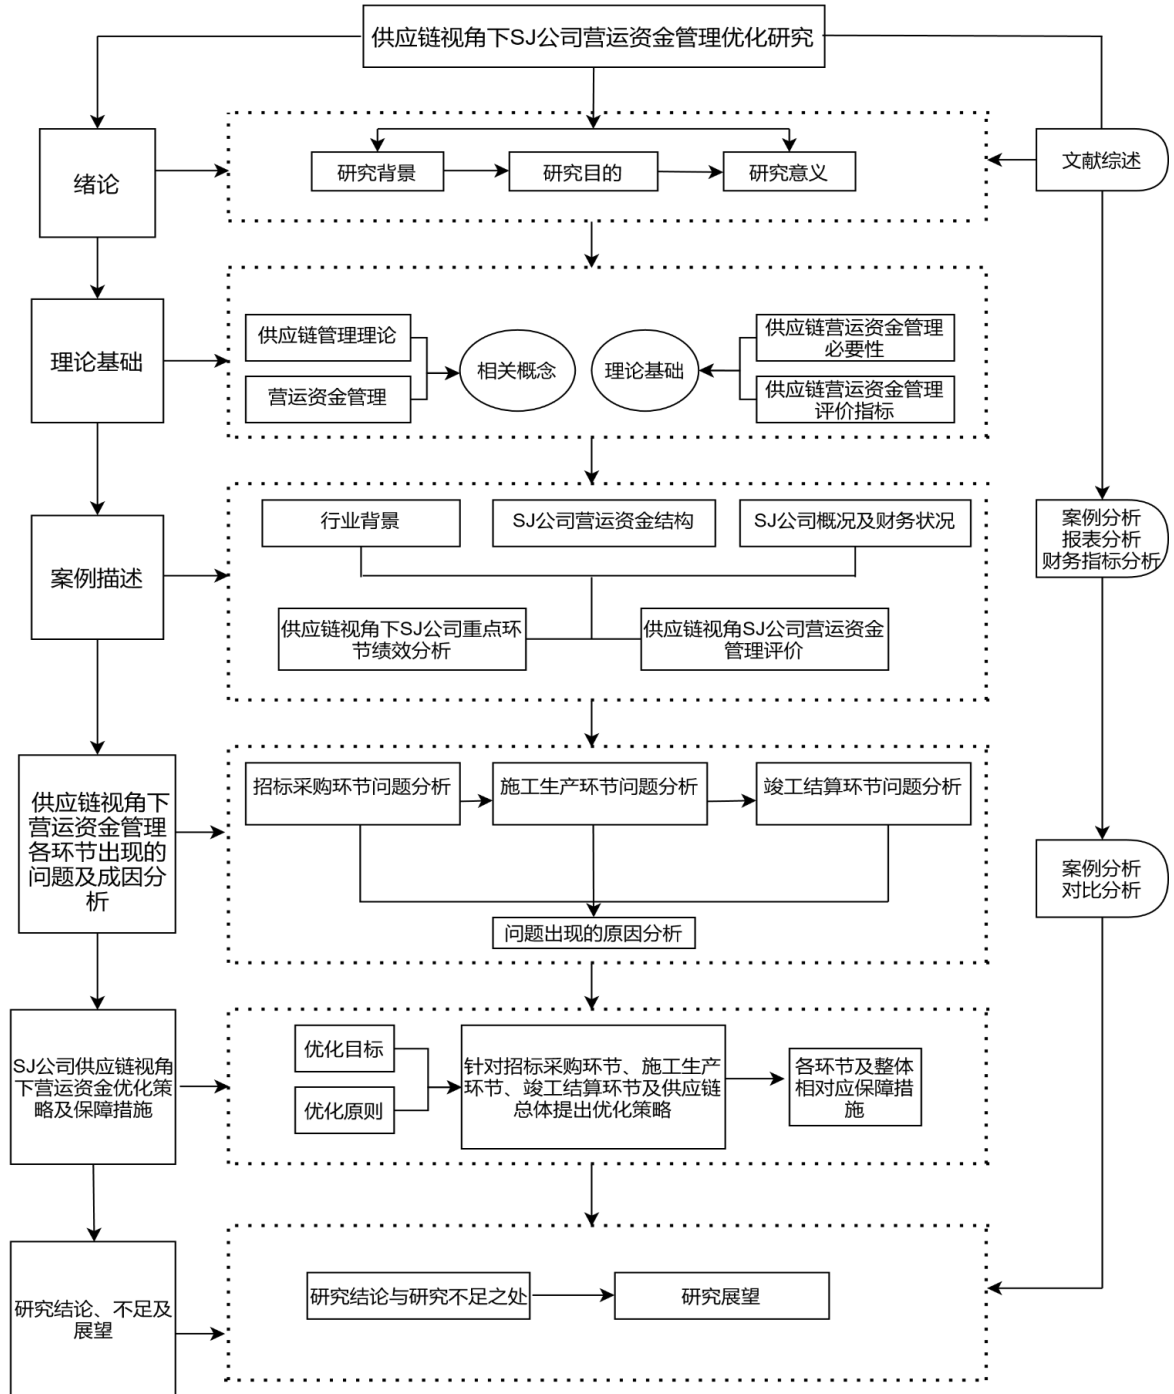 供应链视角下SJ公司营运资金管理优化研究
绪论
研究背景
研究目的
研究意义
文献综述
理论基础
供应链管理理论
营运资金管理
相关概念
理论基础
供应链营运资金管理
必要性
供应链营运资金管理
评价指标
案例描述
行业背景
SJ公司营运资金结构
SJ公司概况及财务状况
供应链视角下SJ公司重点环
节绩效分析
供应链视角SJ公司营运资金
管理评价
案例分析
报表分析
财务指标分析
供应链视角下
营运资金管理
各环节出现的
问题及成因分
析
招标采购环节问题分析
施工生产环节问题分析
竣工结算环节问题分析
问题出现的原因分析
案例分析
对比分析
SJ公司供应链视角
下营运资金优化策
略及保障措施
优化目标
优化原则
针对招标采购环节、施工生产
环节、竣工结算环节及供应链
总体提出优化策略
各环节及整体
相对应保障措
施
研究结论、不足及
展望
研究结论与研究不足之处
研究展望